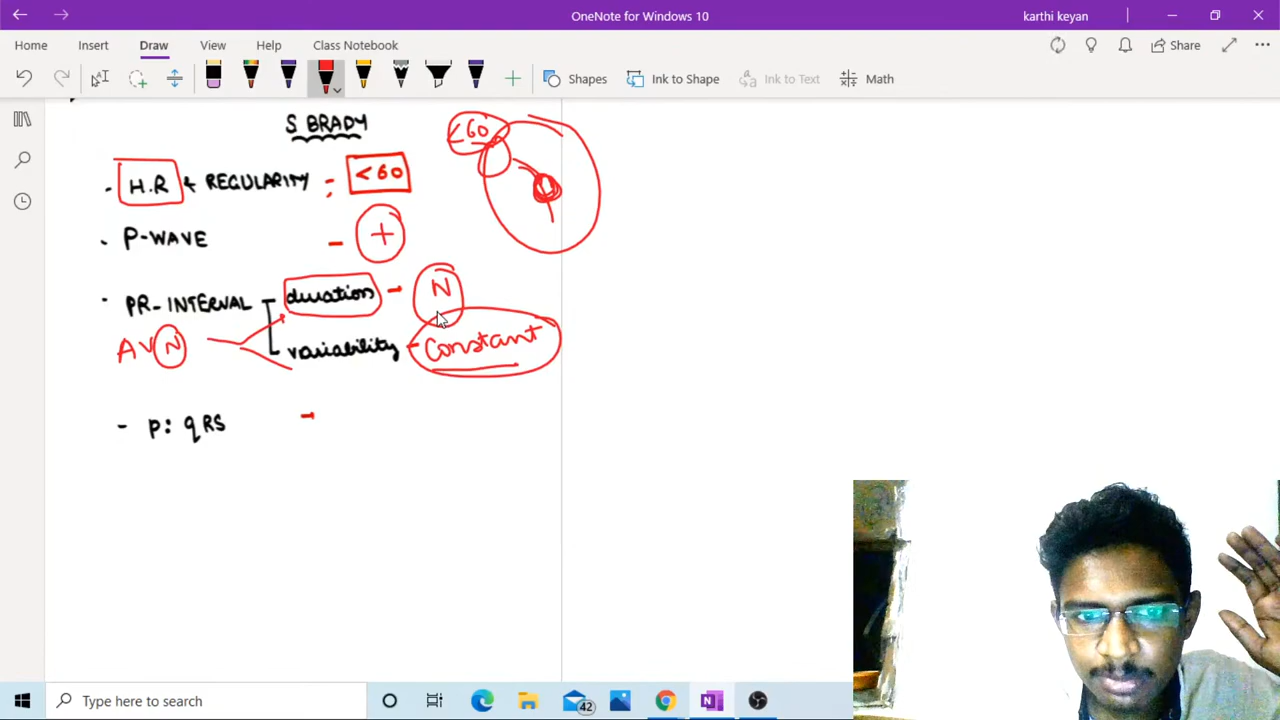 OneNote for Windows 10
karthi keyan
Home Insert Draw View Help Class Notebook
Share
Shapes Ink to Shape Ink to Text Math
S BRADY
<60
- H.R & REGULARITY - <60
- P-WAVE - +
- PR-INTERVAL duration - N
AVN variability - Constant
- P: qRS -
Type here to search
42